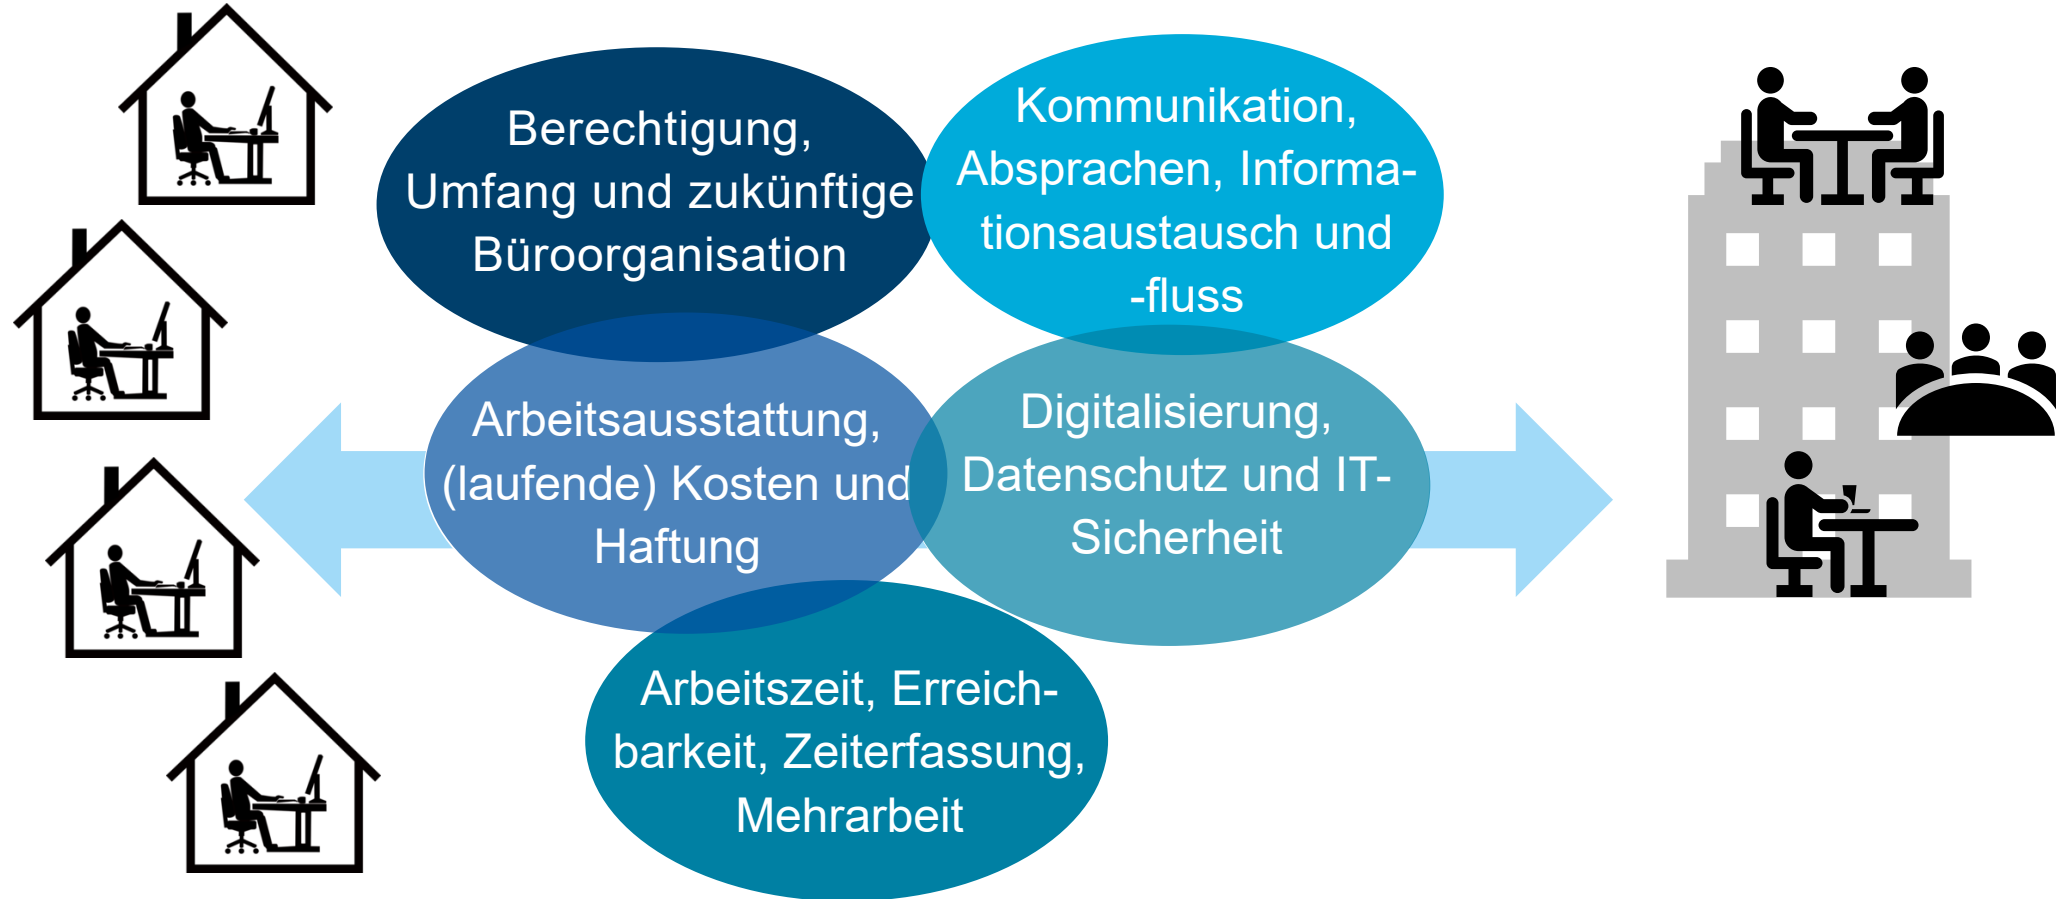 Berechtigung,
Umfang und zukünftige
Büroorganisation
Kommunikation,
Absprachen, Informa-
tionsaustausch und
-fluss
Arbeitsausstattung,
(laufende) Kosten und
Haftung
Digitalisierung,
Datenschutz und IT-
Sicherheit
Arbeitszeit, Erreich-
barkeit, Zeiterfassung,
Mehrarbeit